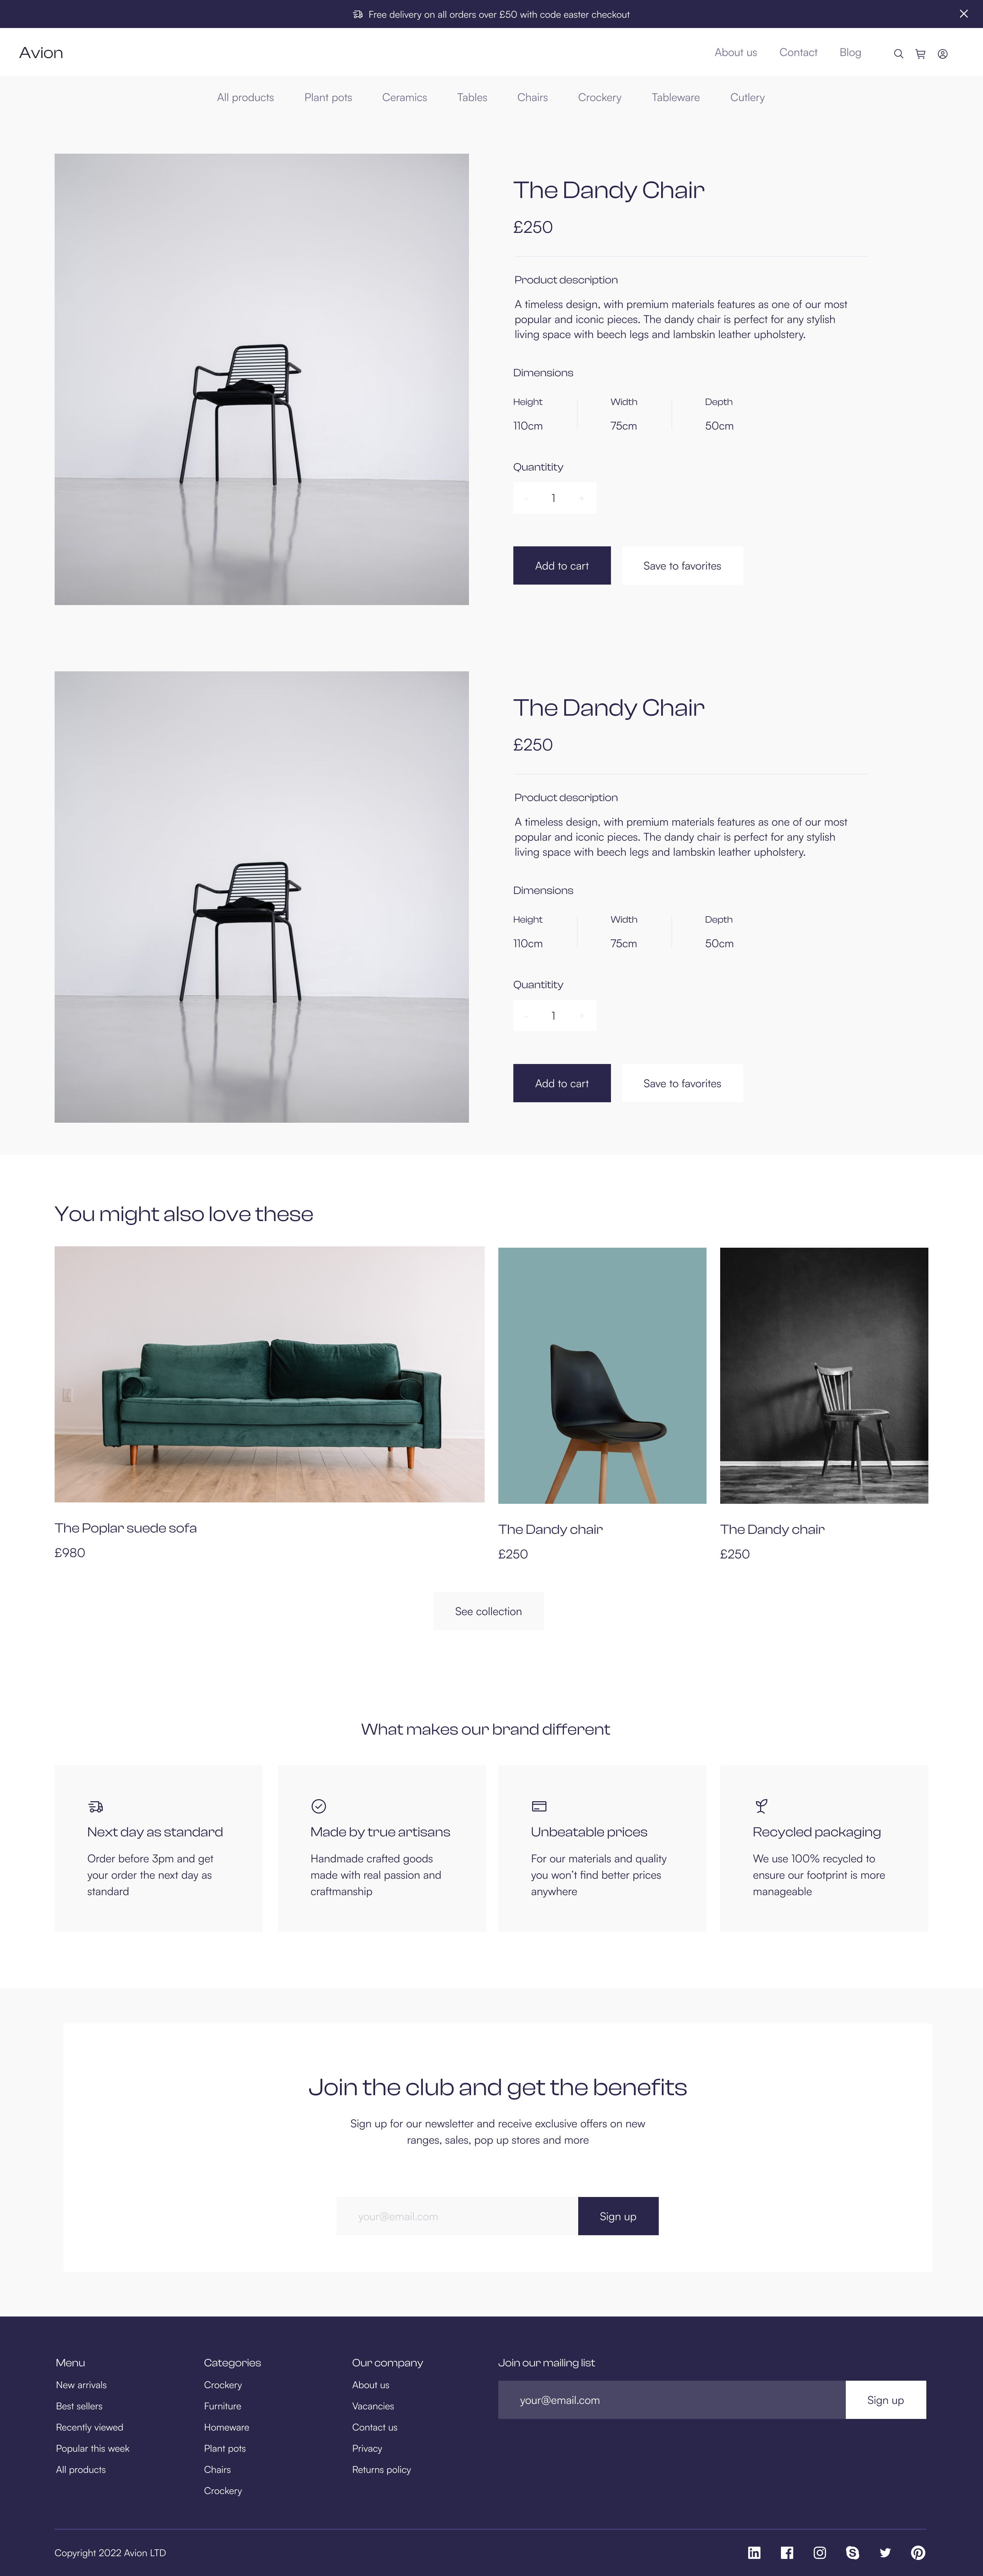 Free delivery on all orders over £50 with code easter checkout
Avion
About us
Contact
Blog
All products
Plant pots
Ceramics
Tables
Chairs
Crockery
Tableware
Cutlery
The Dandy Chair
£250
Product description
A timeless design, with premium materials features as one of our most
popular and iconic pieces. The dandy chair is perfect for any stylish
living space with beech legs and lambskin leather upholstery.
Dimensions
Height
Width
Depth
110cm
75cm
50cm
Quantitity
- 1 +
Add to cart
Save to favorites
The Dandy Chair
£250
Product description
A timeless design, with premium materials features as one of our most
popular and iconic pieces. The dandy chair is perfect for any stylish
living space with beech legs and lambskin leather upholstery.
Dimensions
Height
Width
Depth
110cm
75cm
50cm
Quantitity
- 1 +
Add to cart
Save to favorites
You might also love these
The Poplar suede sofa
£980
The Dandy chair
£250
The Dandy chair
£250
See collection
What makes our brand different
Next day as standard
Order before 3pm and get
your order the next day as
standard
Made by true artisans
Handmade crafted goods
made with real passion and
craftmanship
Unbeatable prices
For our materials and quality
you won't find better prices
anywhere
Recycled packaging
We use 100% recycled to
ensure our footprint is more
manageable
Join the club and get the benefits
Sign up for our newsletter and receive exclusive offers on new
ranges, sales, pop up stores and more
your@email.com
Sign up
Menu
New arrivals
Best sellers
Recently viewed
Popular this week
All products
Categories
Crockery
Furniture
Homeware
Plant pots
Chairs
Crockery
Our company
About us
Vacancies
Contact us
Privacy
Returns policy
Join our mailing list
your@email.com
Sign up
Copyright 2022 Avion LTD